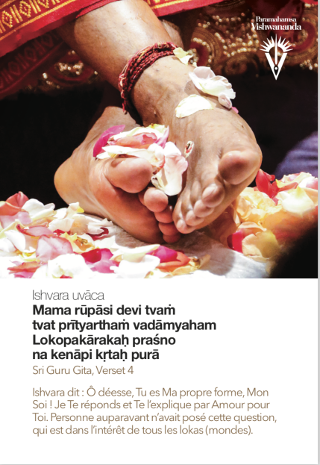 Paramahamsa
Vishwananda
Ishvara uvāca
Mama rūpāsi devi tvaṁ
tvat prītyarthaṁ vadāmyaham
Lokopakārakaḥ praśno
na kenāpi kṛtaḥ purā
Sri Guru Gita, Verset 4
Ishvara dit : Ô déesse, Tu es Ma propre forme, Mon
Soi ! Je Te réponds et Te l'explique par Amour pour
Toi. Personne auparavant n'avait posé cette question,
qui est dans l'intérêt de tous les lokas (mondes).